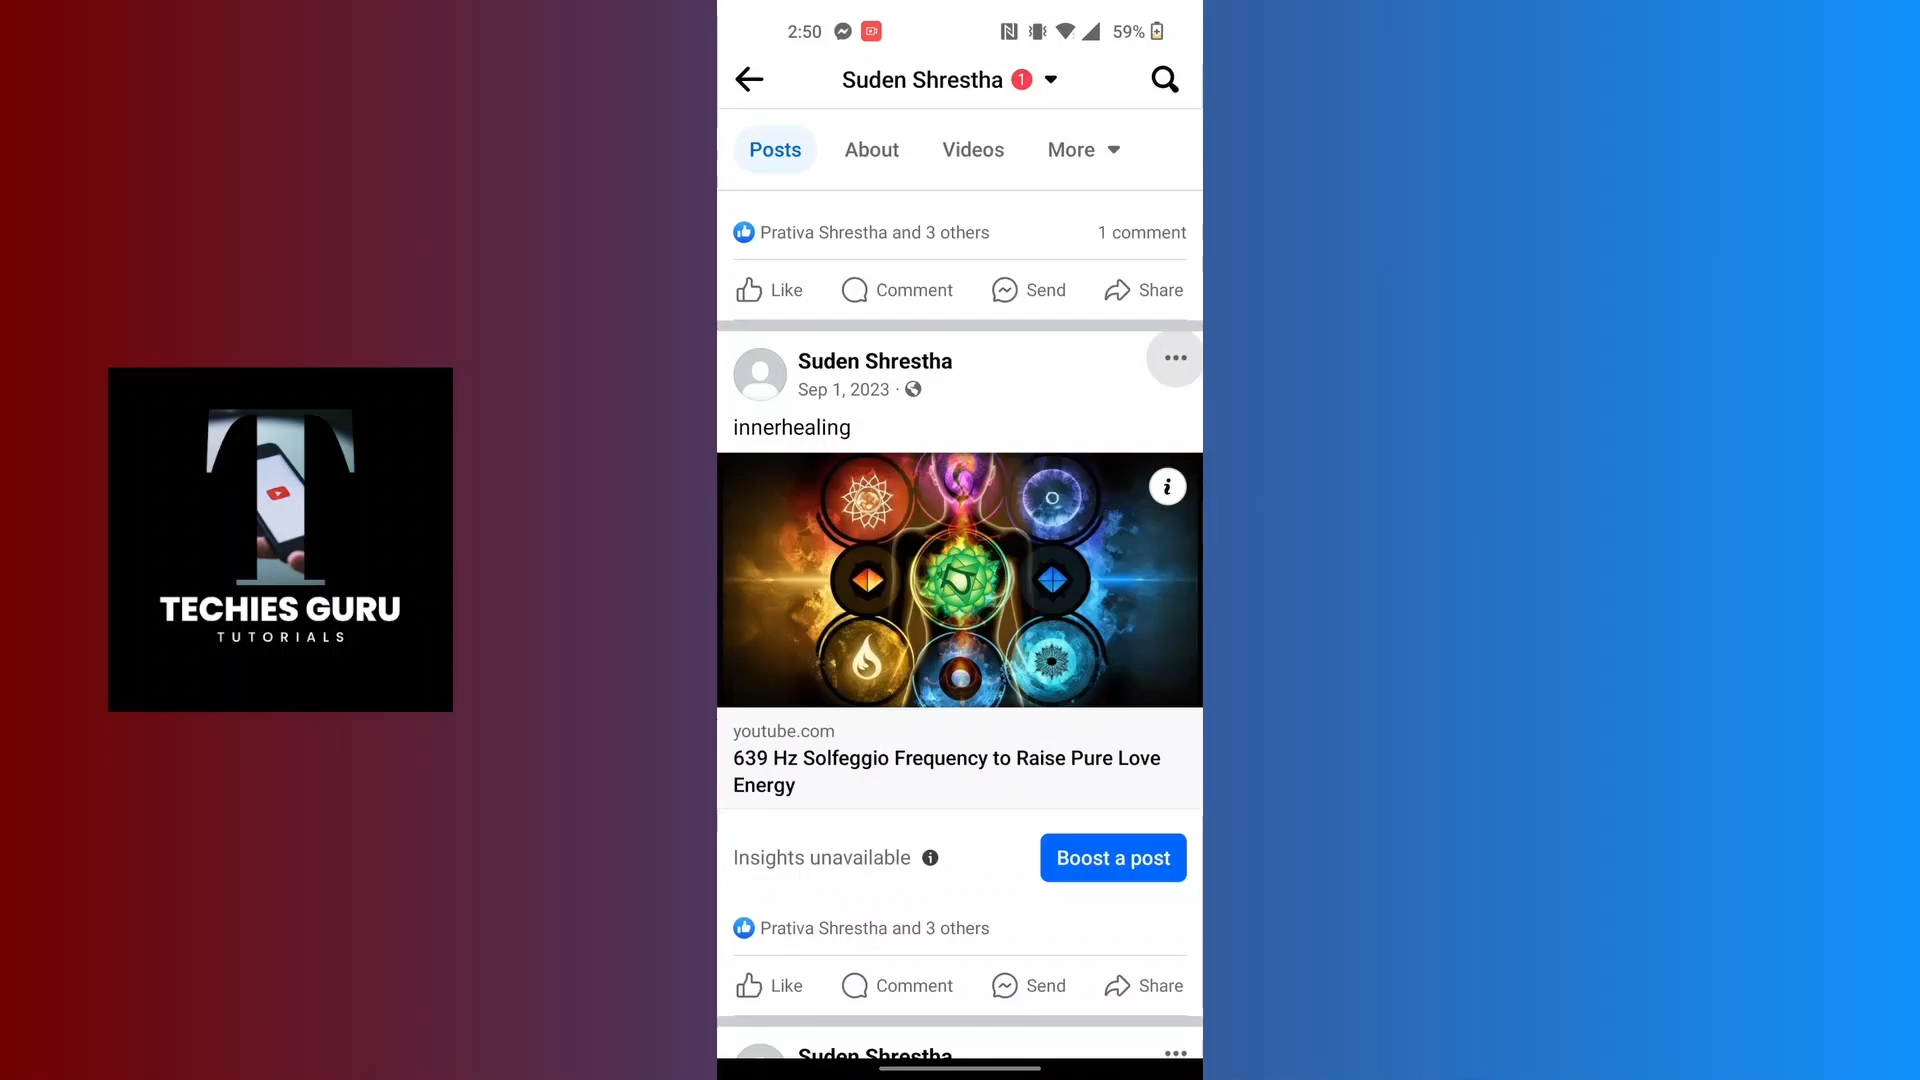 2:50
59%
Suden Shrestha 1
Posts About Videos More
Prativa Shrestha and 3 others 1 comment
Like Comment Send Share
Suden Shrestha
Sep 1, 2023 ·
innerhealing
i
youtube.com
639 Hz Solfeggio Frequency to Raise Pure Love
Energy
Insights unavailable
Boost a post
Prativa Shrestha and 3 others
Like Comment Send Share
Suden Shrestha
T
TECHIES GURU
TUTORIALS